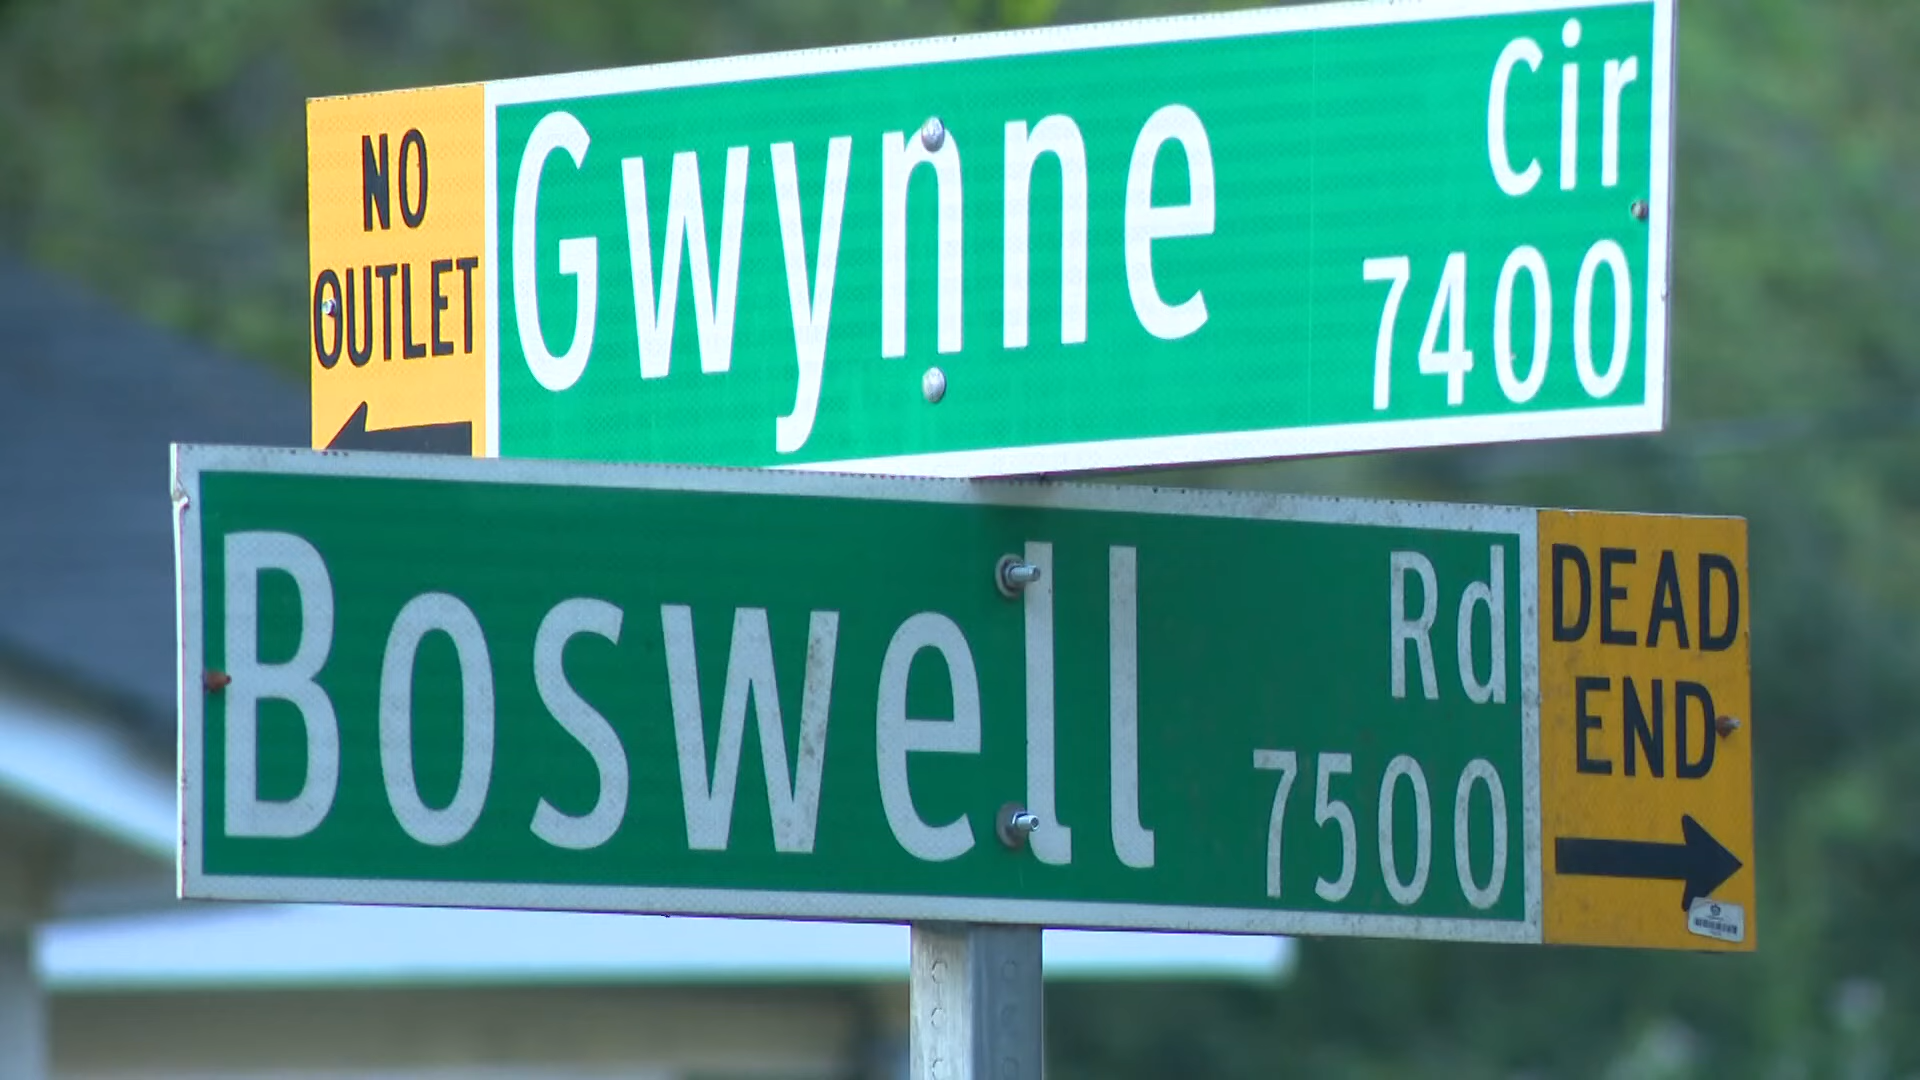 NO
OUTLET
Gwynne Cir
7400
Boswell Rd
7500
DEAD
END